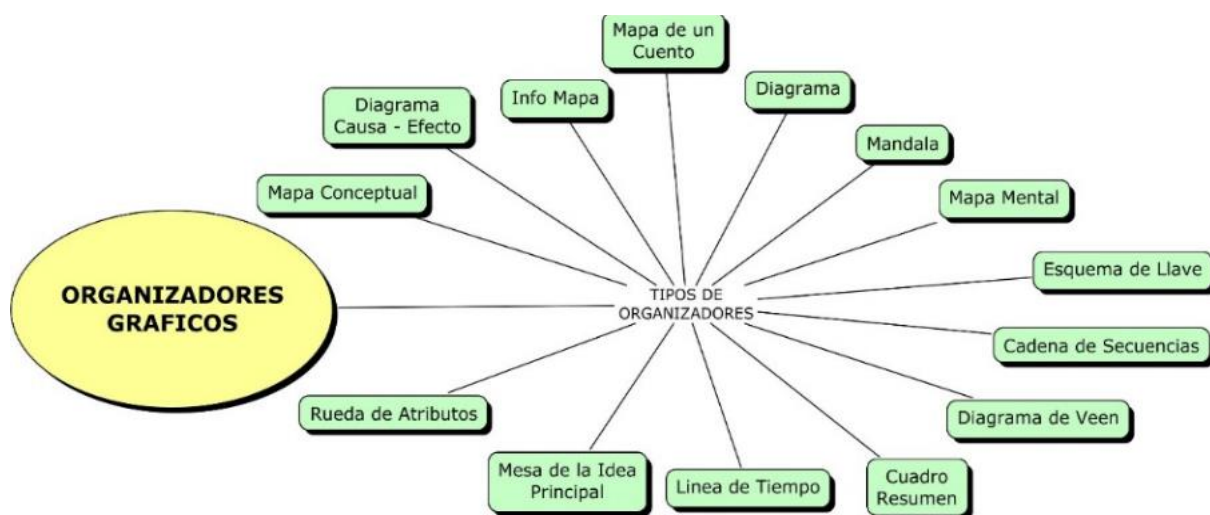 Mapa de un
Cuento
Diagrama
Info Mapa
Diagrama
Causa - Efecto
Mandala
Mapa Conceptual
Mapa Mental
Esquema de Llave
ORGANIZADORES
GRAFICOS
TIPOS DE
ORGANIZADORES
Cadena de Secuencias
Rueda de Atributos
Diagrama de Veen
Mesa de la Idea
Principal
Linea de Tiempo
Cuadro
Resumen